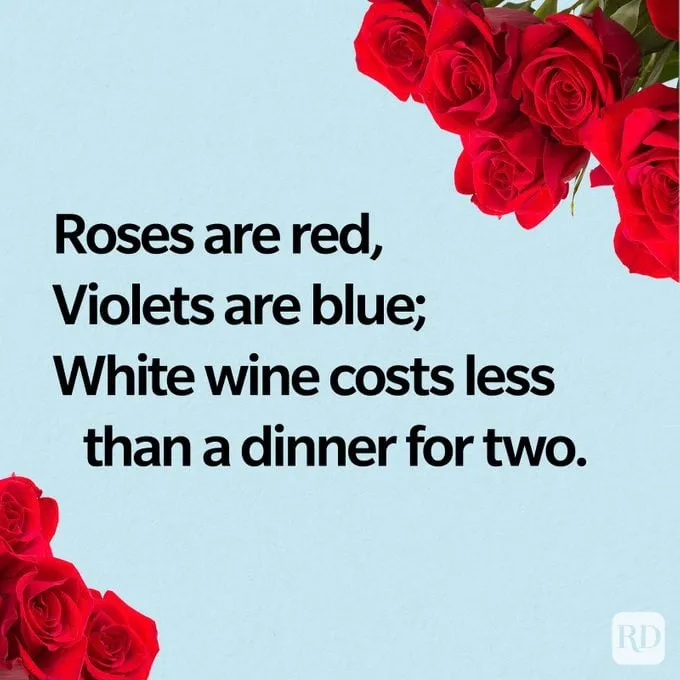 Roses are red,
Violets are blue;
White wine costs less
than a dinner for two.
RD